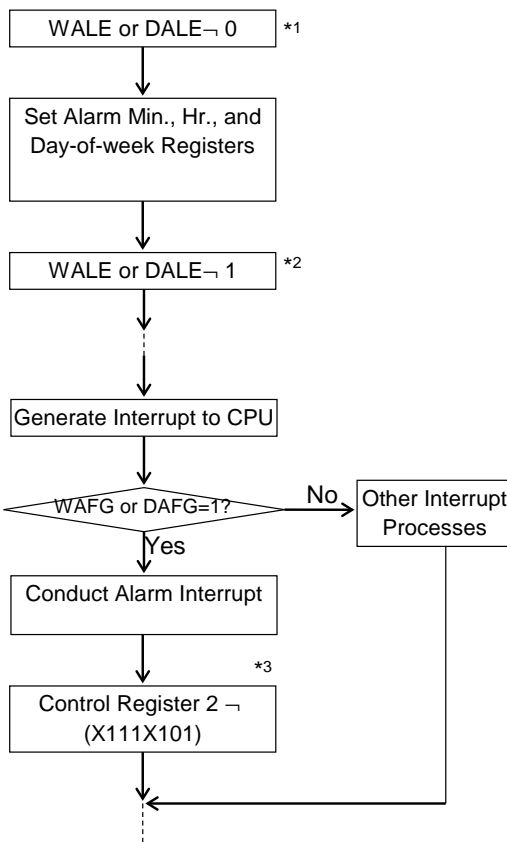 WALE or DALE¬ 0
*1
Set Alarm Min., Hr., and
Day-of-week Registers
WALE or DALE¬ 1
*2
Generate Interrupt to CPU
WAFG or DAFG=1?
No
Other Interrupt
Processes
Yes
Conduct Alarm Interrupt
*3
Control Register 2 ¬
(X111X101)